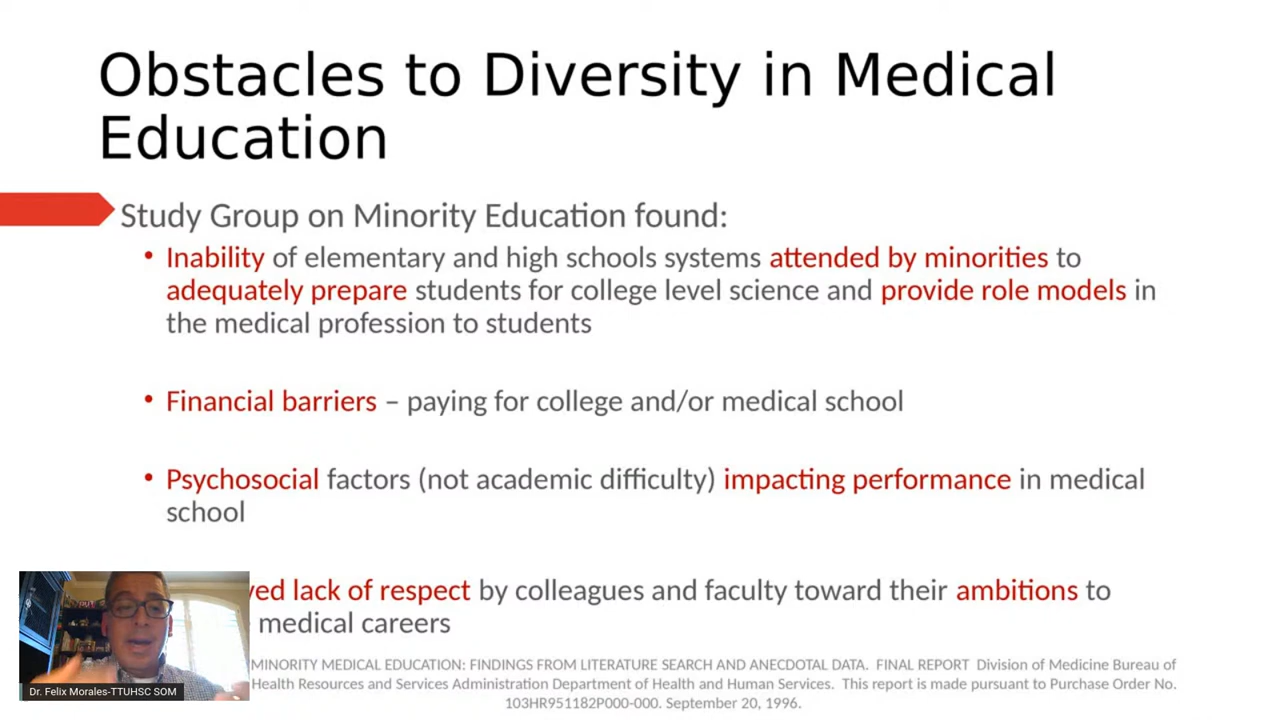 Obstacles to Diversity in Medical
Education
Study Group on Minority Education found:
• Inability of elementary and high schools systems attended by minorities to
adequately prepare students for college level science and provide role models in
the medical profession to students
• Financial barriers – paying for college and/or medical school
• Psychosocial factors (not academic difficulty) impacting performance in medical
school
lack of respect by colleagues and faculty toward their ambitions to
medical careers
MINORITY MEDICAL EDUCATION: FINDINGS FROM LITERATURE SEARCH AND ANECDOTAL DATA. FINAL REPORT Division of Medicine Bureau of
Health Resources and Services Administration Department of Health and Human Services. This report is made pursuant to Purchase Order No.
103HR951182P000-000. September 20, 1996.
Dr. Felix Morales-TTUHSC SOM